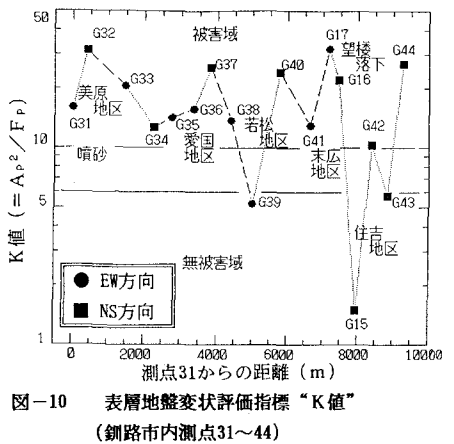 50
10
5
1
K値(=Ap²/Fp)
被害域
G17
望楼
落下
G16
G44
G32
G33
G37
G40
美原
地区
G31
G34
G35
G36
愛国
地区
G38
若松
地区
G41
末広
地区
G42
噴砂
G39
G43
住吉
地区
無被害域
G15
● EW方向
■ NS方向
0 2000 4000 6000 8000 10000
測点31からの距離(m)
図-10 表層地盤変状評価指標“K値”
(釧路市内測点31~44)